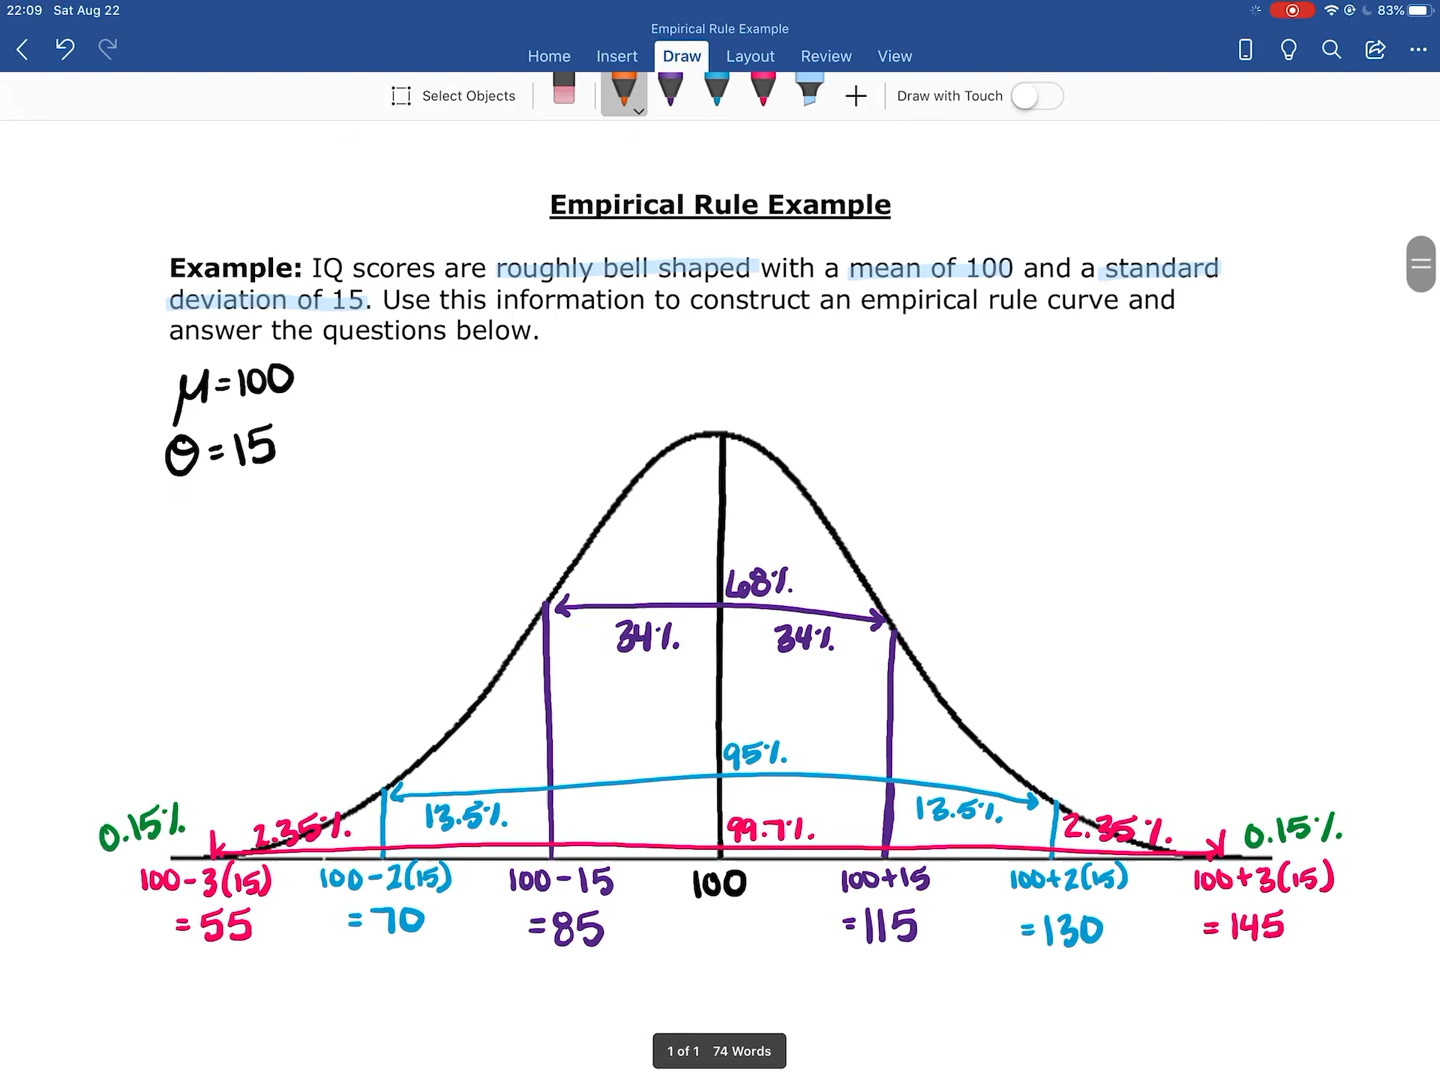 22:09 Sat Aug 22
83%
Empirical Rule Example
Home Insert Draw Layout Review View
Select Objects
Draw with Touch
Empirical Rule Example
Example: IQ scores are roughly bell shaped with a mean of 100 and a standard
deviation of 15. Use this information to construct an empirical rule curve and
answer the questions below.
μ=100
θ=15
68%
34% 34%
95%
13.5% 13.5%
0.15% 2.35% 99.7% 2.35% 0.15%
100-3(15) 100-2(15) 100-15 100 100+15 100+2(15) 100+3(15)
=55 =70 =85 =115 =130 =145
1 of 1 74 Words